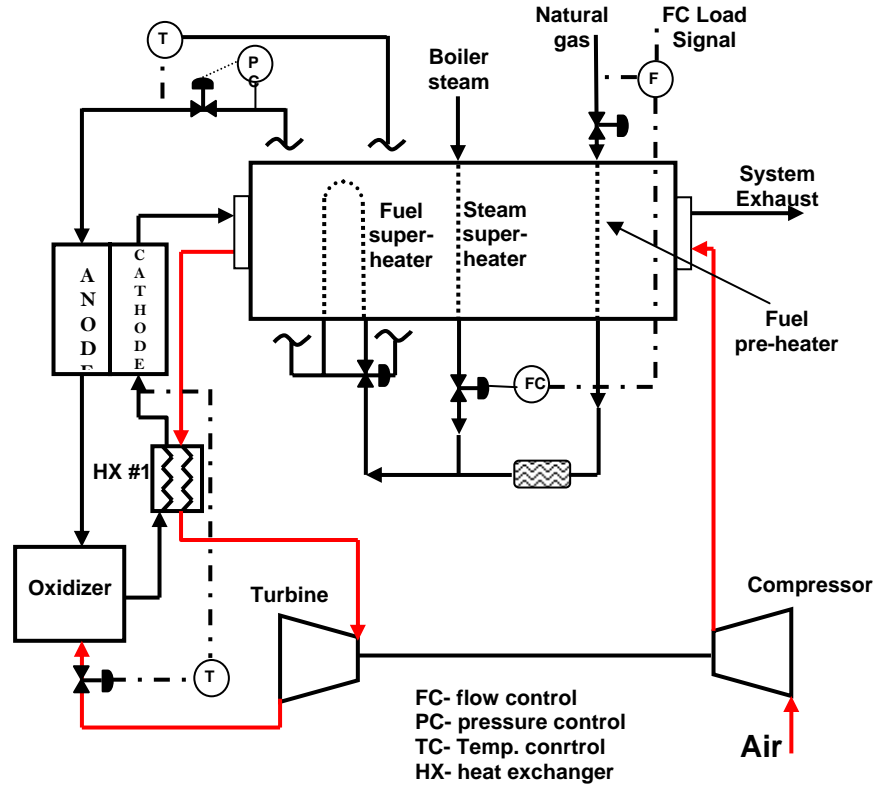 T
P
C
Natural
gas
FC Load
Signal
F
Boiler
steam
System
Exhaust
Fuel
super-
heater
Steam
super-
heater
A
N
O
D
E
C
A
T
H
O
D
E
Fuel
pre-heater
FC
HX #1
Oxidizer
Turbine
Compressor
T
FC- flow control
PC- pressure control
TC- Temp. conrtrol
HX- heat exchanger
Air